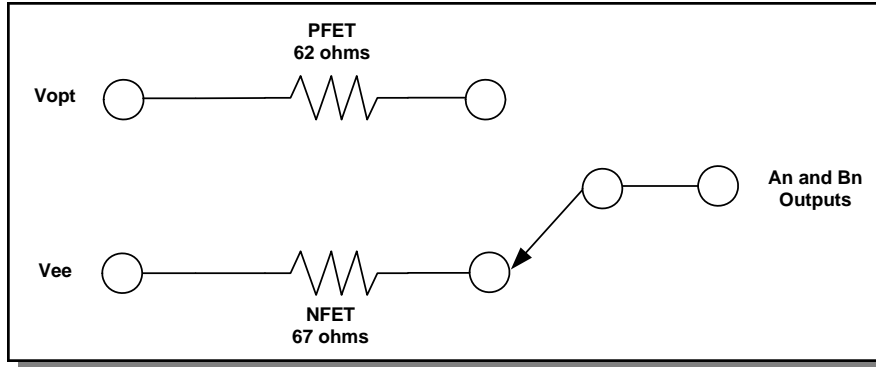 PFET
62 ohms
Vopt
An and Bn
Outputs
Vee
NFET
67 ohms